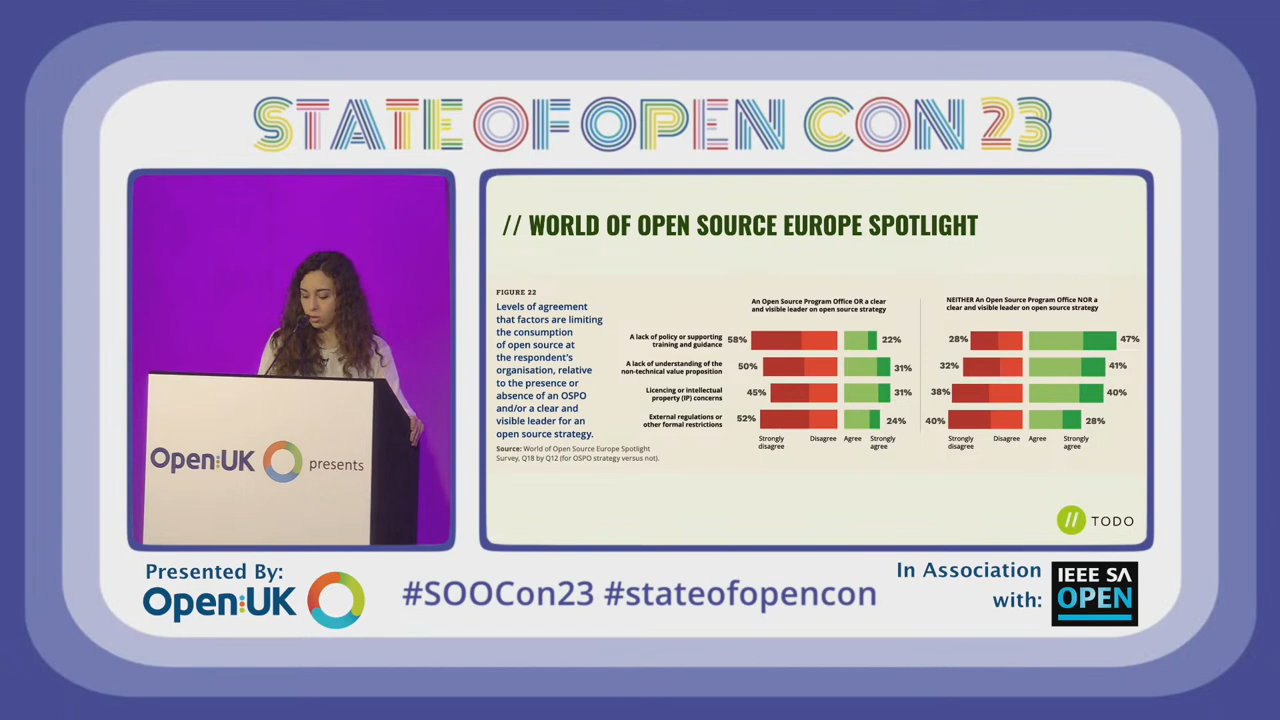 STATE OF OPEN CON 23
Open:UK presents
// WORLD OF OPEN SOURCE EUROPE SPOTLIGHT
FIGURE 22
Levels of agreement
that factors are limiting
the consumption
of open source at
the respondent's
organisation, relative
to the presence or
absence of an OSPO
and/or a clear and
visible leader for an
open source strategy.
Source: World of Open Source Europe Spotlight
Survey, Q18 by Q12 (for OSPO strategy versus not).
An Open Source Program Office OR a clear
and visible leader on open source strategy
A lack of policy or supporting
training and guidance
58%
22%
A lack of understanding of the
non-technical value proposition
50%
31%
Licencing or intellectual
property (IP) concerns
45%
31%
External regulations or
other formal restrictions
52%
24%
Strongly
disagree
Disagree
Agree
Strongly
agree
NEITHER An Open Source Program Office NOR a
clear and visible leader on open source strategy
28%
47%
32%
41%
38%
40%
40%
28%
Strongly
disagree
Disagree
Agree
Strongly
agree
// TODO
Presented By:
Open:UK
#SOOCon23 #stateofopencon
In Association
with:
IEEE SA
OPEN